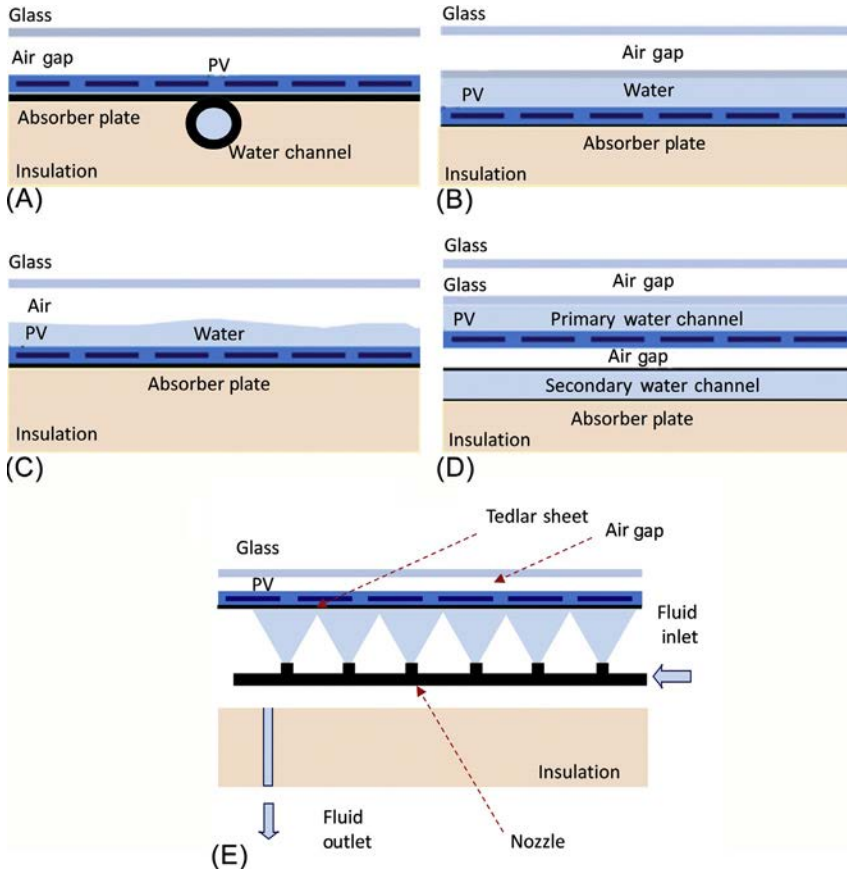 Glass
Air gap
PV
Absorber plate
Water channel
Insulation
(A)
Glass
Air gap
Water
PV
Absorber plate
Insulation
(B)
Glass
Air
PV
Water
Absorber plate
Insulation
(C)
Glass
Air gap
Glass
PV
Primary water channel
Air gap
Secondary water channel
Absorber plate
Insulation
(D)
Tedlar sheet
Air gap
Glass
PV
Fluid
inlet
Insulation
Fluid
outlet
Nozzle
(E)